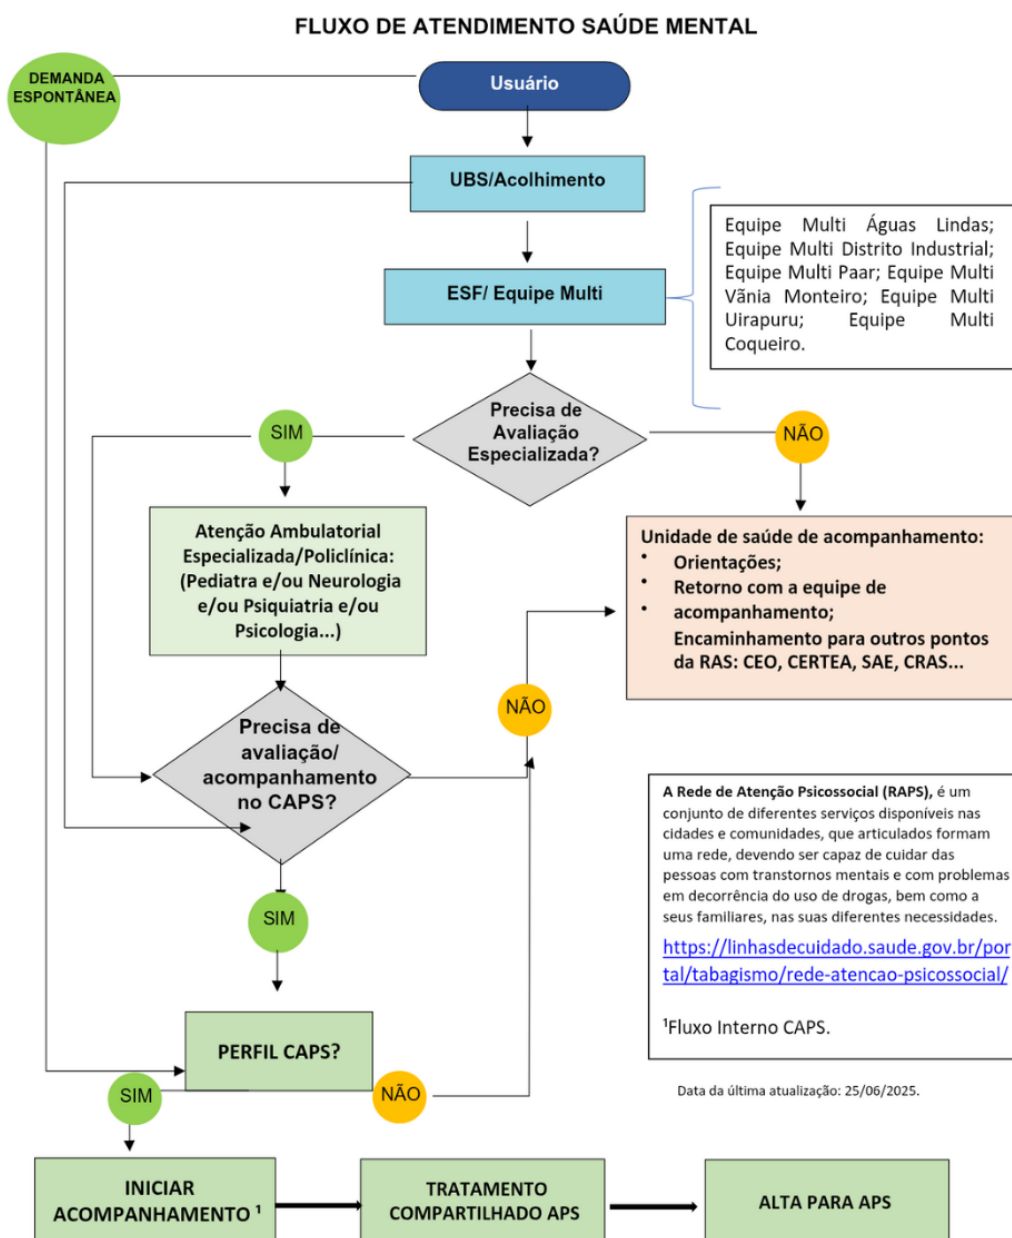 FLUXO DE ATENDIMENTO SAÚDE MENTAL
DEMANDA
ESPONTÂNEA
Usuário
UBS/Acolhimento
ESF/ Equipe Multi
Equipe Multi Águas Lindas;
Equipe Multi Distrito Industrial;
Equipe Multi Paar; Equipe Multi
Vãnia Monteiro; Equipe Multi
Uirapuru; Equipe Multi
Coqueiro.
Precisa de
Avaliação
Especializada?
SIM
NÃO
Atenção Ambulatorial
Especializada/Policlínica:
(Pediatra e/ou Neurologia
e/ou Psiquiatria e/ou
Psicologia...)
Unidade de saúde de acompanhamento:
• Orientações;
• Retorno com a equipe de
• acompanhamento;
Encaminhamento para outros pontos
da RAS: CEO, CERTEA, SAE, CRAS...
Precisa de
avaliação/
acompanhamento
no CAPS?
NÃO
SIM
A Rede de Atenção Psicossocial (RAPS), é um
conjunto de diferentes serviços disponíveis nas
cidades e comunidades, que articulados formam
uma rede, devendo ser capaz de cuidar das
pessoas com transtornos mentais e com problemas
em decorrência do uso de drogas, bem como a
seus familiares, nas suas diferentes necessidades.
https://linhasdecuidado.saude.gov.br/por
tal/tabagismo/rede-atencao-psicossocial/
¹Fluxo Interno CAPS.
PERFIL CAPS?
SIM
NÃO
Data da última atualização: 25/06/2025.
INICIAR
ACOMPANHAMENTO ¹
TRATAMENTO
COMPARTILHADO APS
ALTA PARA APS